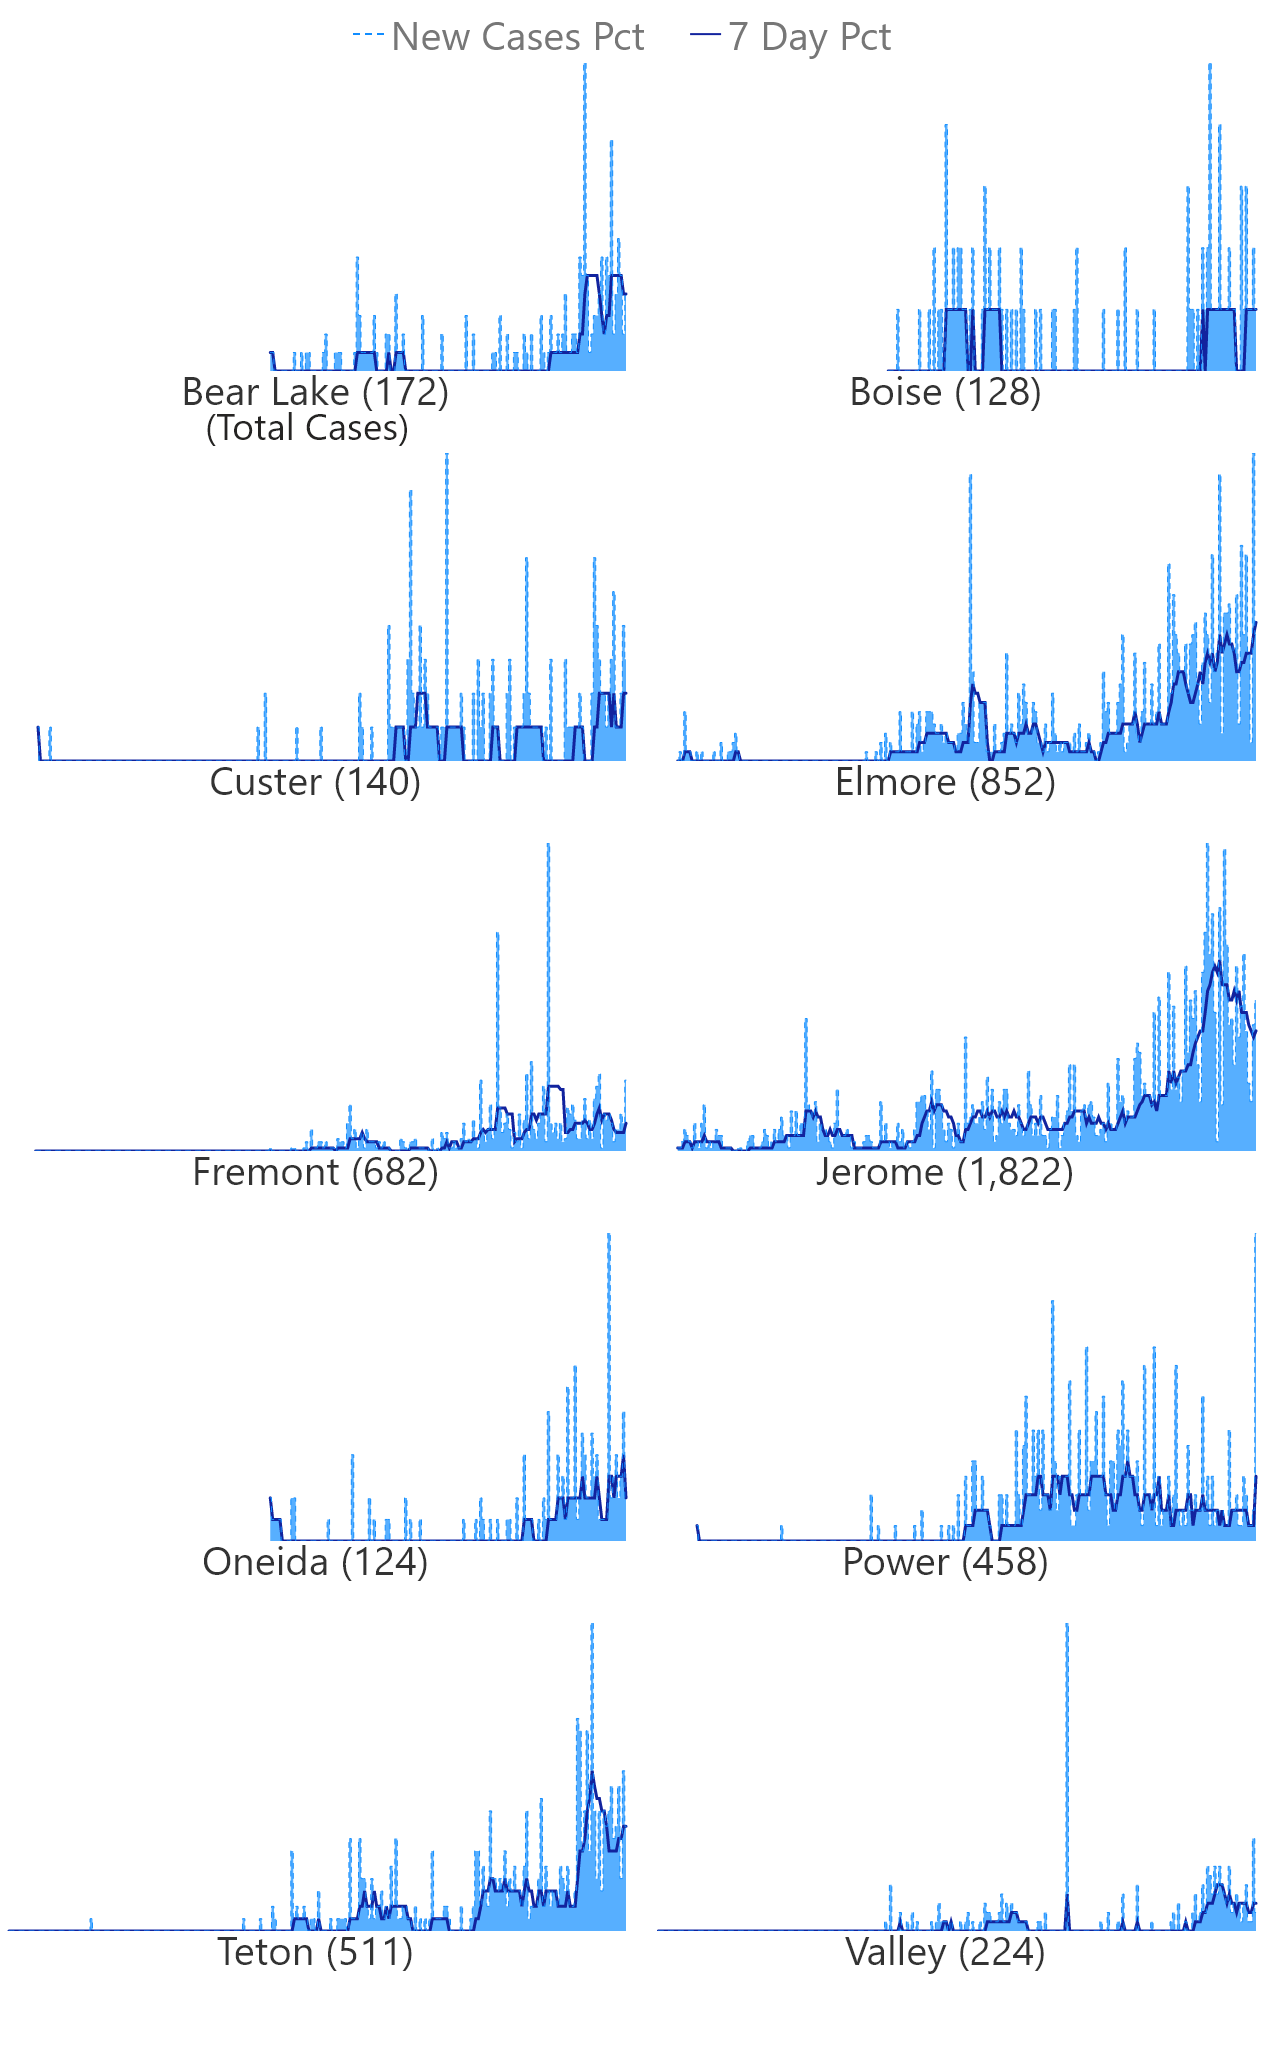 New Cases Pct 7 Day Pct
Bear Lake (172)
(Total Cases)
Boise (128)
Custer (140)
Elmore (852)
Fremont (682)
Jerome (1,822)
Oneida (124)
Power (458)
Teton (511)
Valley (224)